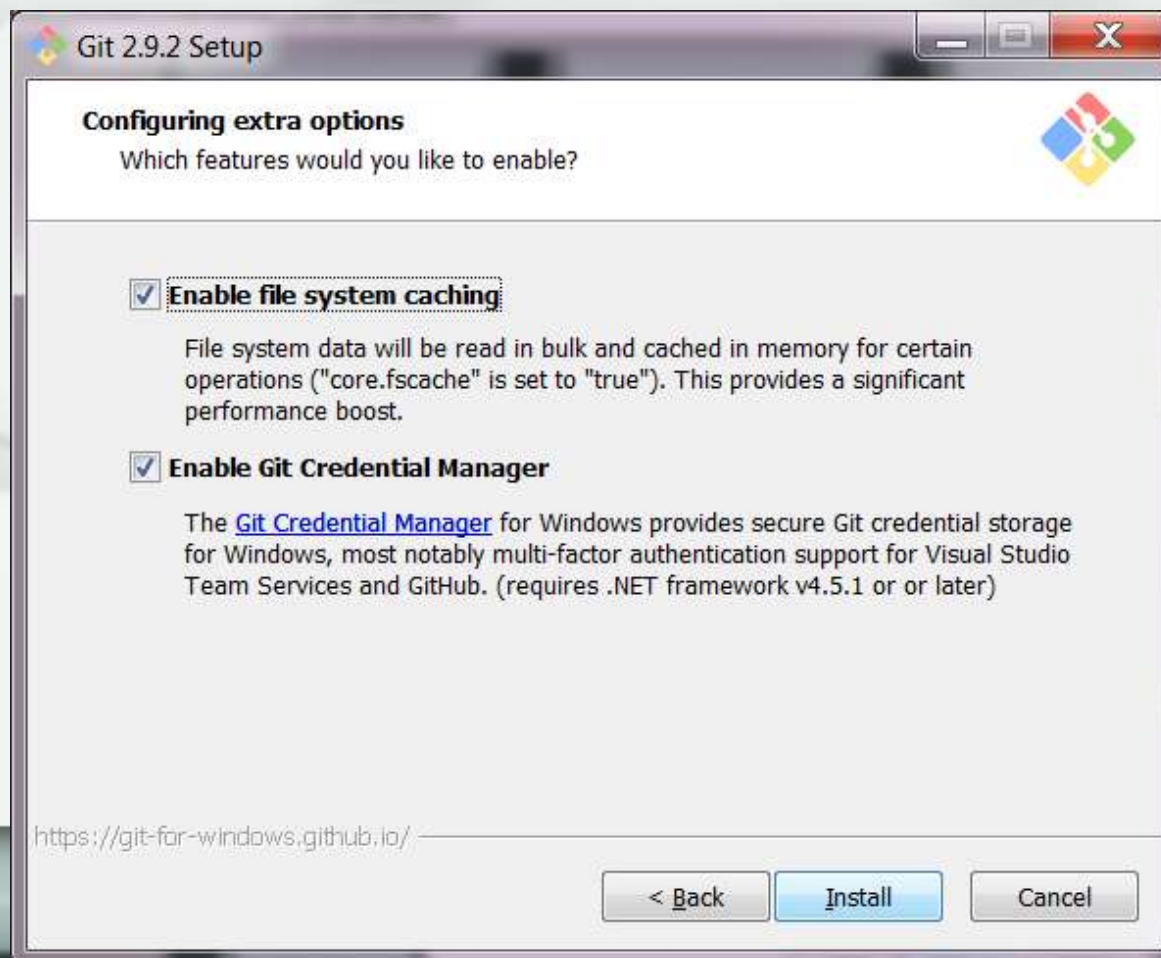 Git 2.9.2 Setup
Configuring extra options
Which features would you like to enable?
Enable file system caching
File system data will be read in bulk and cached in memory for certain
operations ("core.fscache" is set to "true"). This provides a significant
performance boost.
Enable Git Credential Manager
The Git Credential Manager for Windows provides secure Git credential storage
for Windows, most notably multi-factor authentication support for Visual Studio
Team Services and GitHub. (requires .NET framework v4.5.1 or or later)
https://git-for-windows.github.io/
< Back
Install
Cancel